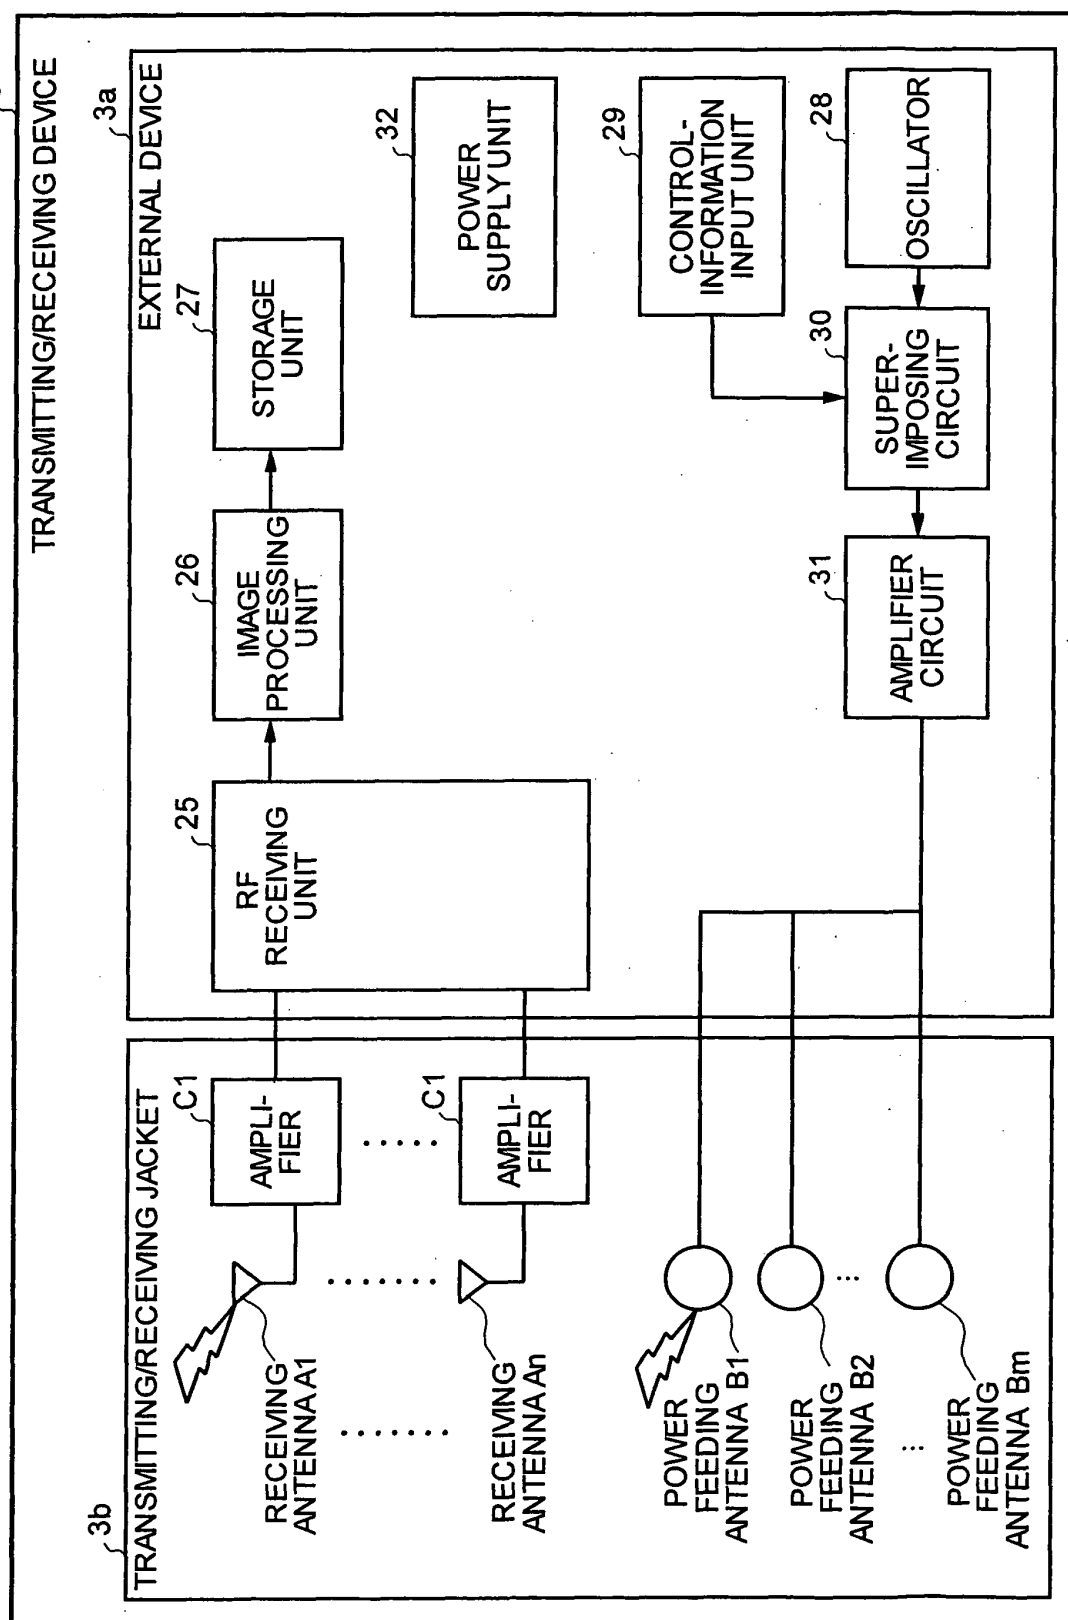 TRANSMITTING/RECEIVING DEVICE
3b
TRANSMITTING/RECEIVING JACKET
3a
EXTERNAL DEVICE
RECEIVING
ANTENNA A1
C1
AMPLI-
FIER
25
RF
RECEIVING
UNIT
26
IMAGE
PROCESSING
UNIT
27
STORAGE
UNIT
RECEIVING
ANTENNA An
C1
AMPLI-
FIER
32
POWER
SUPPLY UNIT
29
CONTROL-
INFORMATION
INPUT UNIT
POWER
FEEDING
ANTENNA B1
POWER
FEEDING
ANTENNA B2
POWER
FEEDING
ANTENNA Bm
31
AMPLIFIER
CIRCUIT
30
SUPER-
IMPOSING
CIRCUIT
28
OSCILLATOR